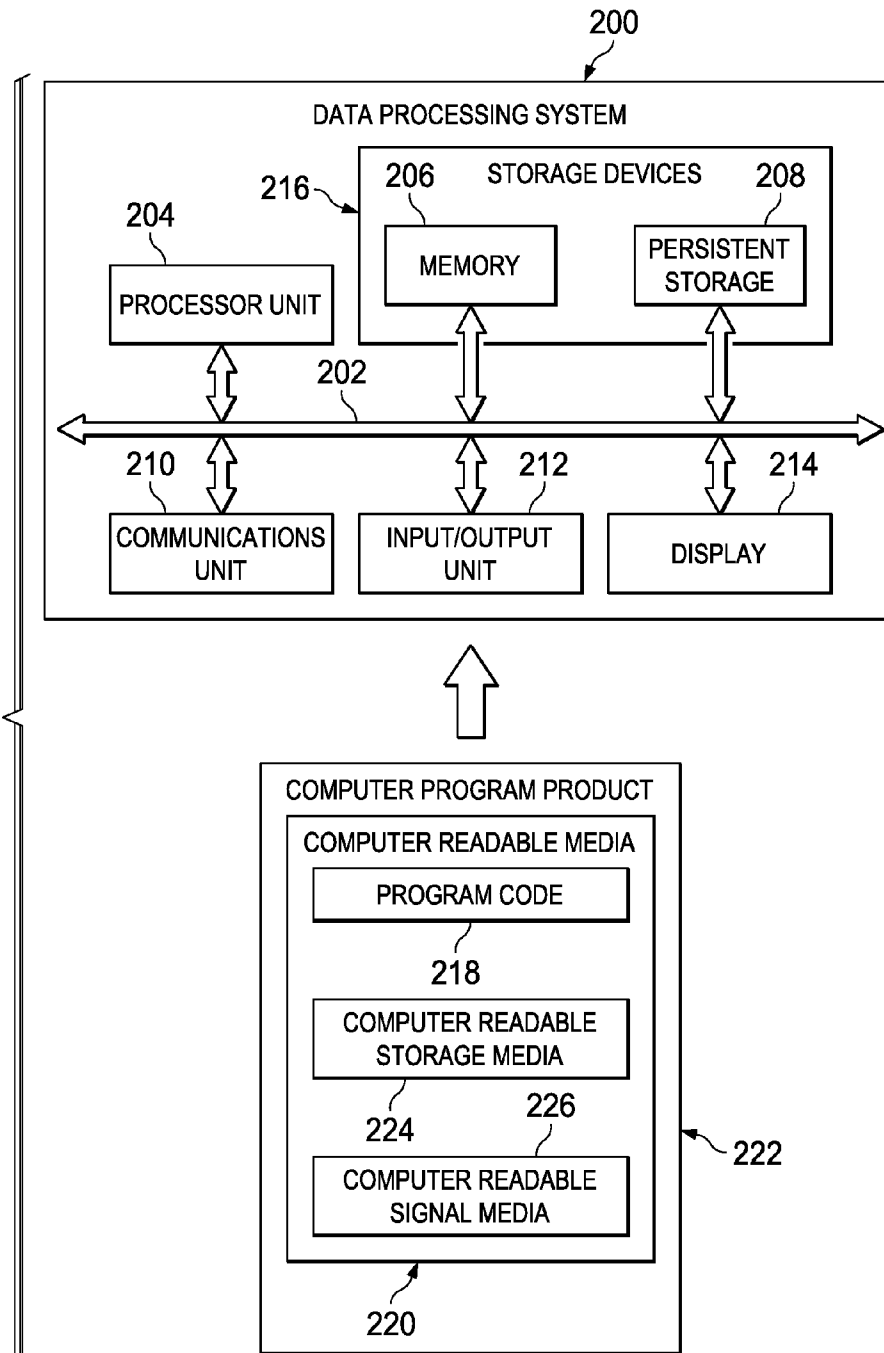 200
DATA PROCESSING SYSTEM
STORAGE DEVICES
216
206
208
204
MEMORY
PERSISTENT
STORAGE
PROCESSOR UNIT
202
210
212
214
COMMUNICATIONS
UNIT
INPUT/OUTPUT
UNIT
DISPLAY
COMPUTER PROGRAM PRODUCT
COMPUTER READABLE MEDIA
PROGRAM CODE
218
COMPUTER READABLE
STORAGE MEDIA
224
226
222
COMPUTER READABLE
SIGNAL MEDIA
220